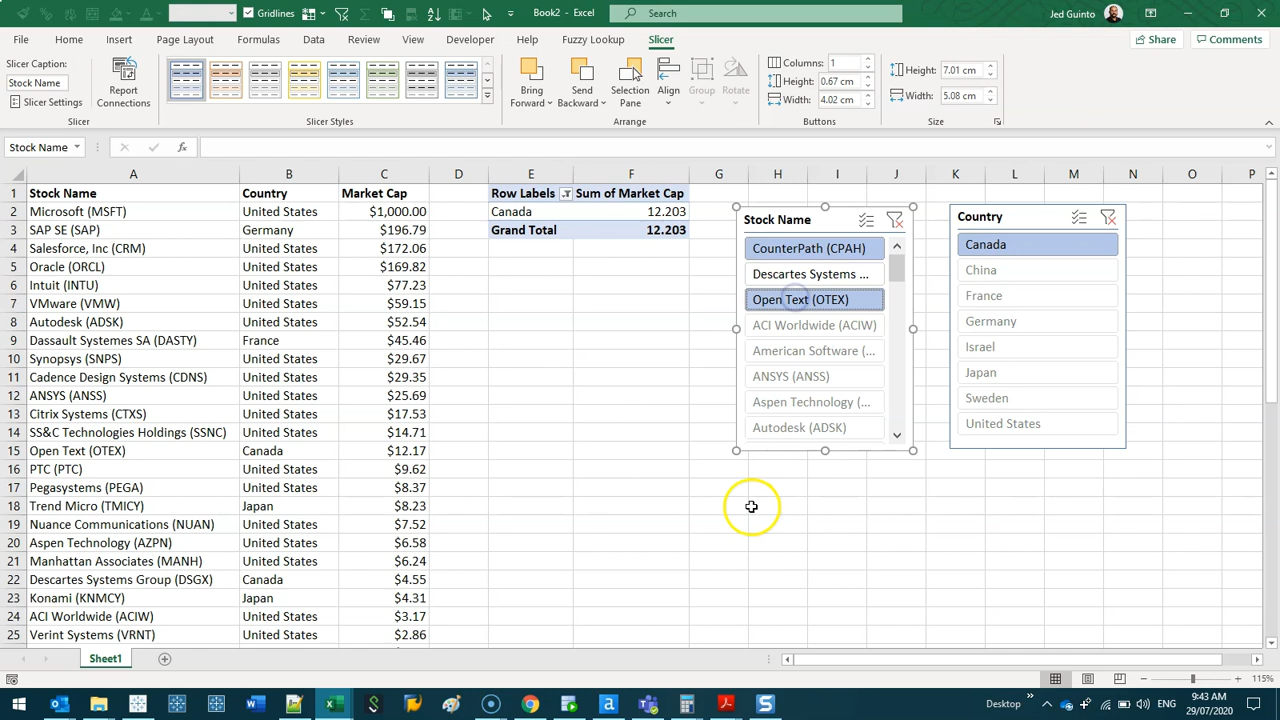 Gridlines
Book2 - Excel
Search
Jed Guinto
File Home Insert Page Layout Formulas Data Review View Developer Help Fuzzy Lookup Slicer
Share Comments
Slicer Caption:
Stock Name
Slicer Settings
Report Connections
Slicer
Slicer Styles
Bring Forward
Send Backward
Selection Pane
Align
Group
Rotate
Arrange
Columns: 1
Height: 0.67 cm
Width: 4.02 cm
Buttons
Height: 7.01 cm
Width: 5.08 cm
Size
Stock Name
A B C D E F G H I J K L M N O P
1 Stock Name Country Market Cap Row Labels Sum of Market Cap
2 Microsoft (MSFT) United States $1,000.00 Canada 12.203
3 SAP SE (SAP) Germany $196.79 Grand Total 12.203
4 Salesforce, Inc (CRM) United States $172.06
5 Oracle (ORCL) United States $169.82
6 Intuit (INTU) United States $77.23
7 VMware (VMW) United States $59.15
8 Autodesk (ADSK) United States $52.54
9 Dassault Systemes SA (DASTY) France $45.46
10 Synopsys (SNPS) United States $29.67
11 Cadence Design Systems (CDNS) United States $29.35
12 ANSYS (ANSS) United States $25.69
13 Citrix Systems (CTXS) United States $17.53
14 SS&C Technologies Holdings (SSNC) United States $14.71
15 Open Text (OTEX) Canada $12.17
16 PTC (PTC) United States $9.62
17 Pegasystems (PEGA) United States $8.37
18 Trend Micro (TMICY) Japan $8.23
19 Nuance Communications (NUAN) United States $7.52
20 Aspen Technology (AZPN) United States $6.58
21 Manhattan Associates (MANH) United States $6.24
22 Descartes Systems Group (DSGX) Canada $4.55
23 Konami (KNMCY) Japan $4.31
24 ACI Worldwide (ACIW) United States $3.17
25 Verint Systems (VRNT) United States $2.86
Stock Name
CounterPath (CPAH)
Descartes Systems ...
Open Text (OTEX)
ACI Worldwide (ACIW)
American Software (...
ANSYS (ANSS)
Aspen Technology (...
Autodesk (ADSK)
Country
Canada
China
France
Germany
Israel
Japan
Sweden
United States
Sheet1
115%
Desktop
ENG
9:43 AM
29/07/2020